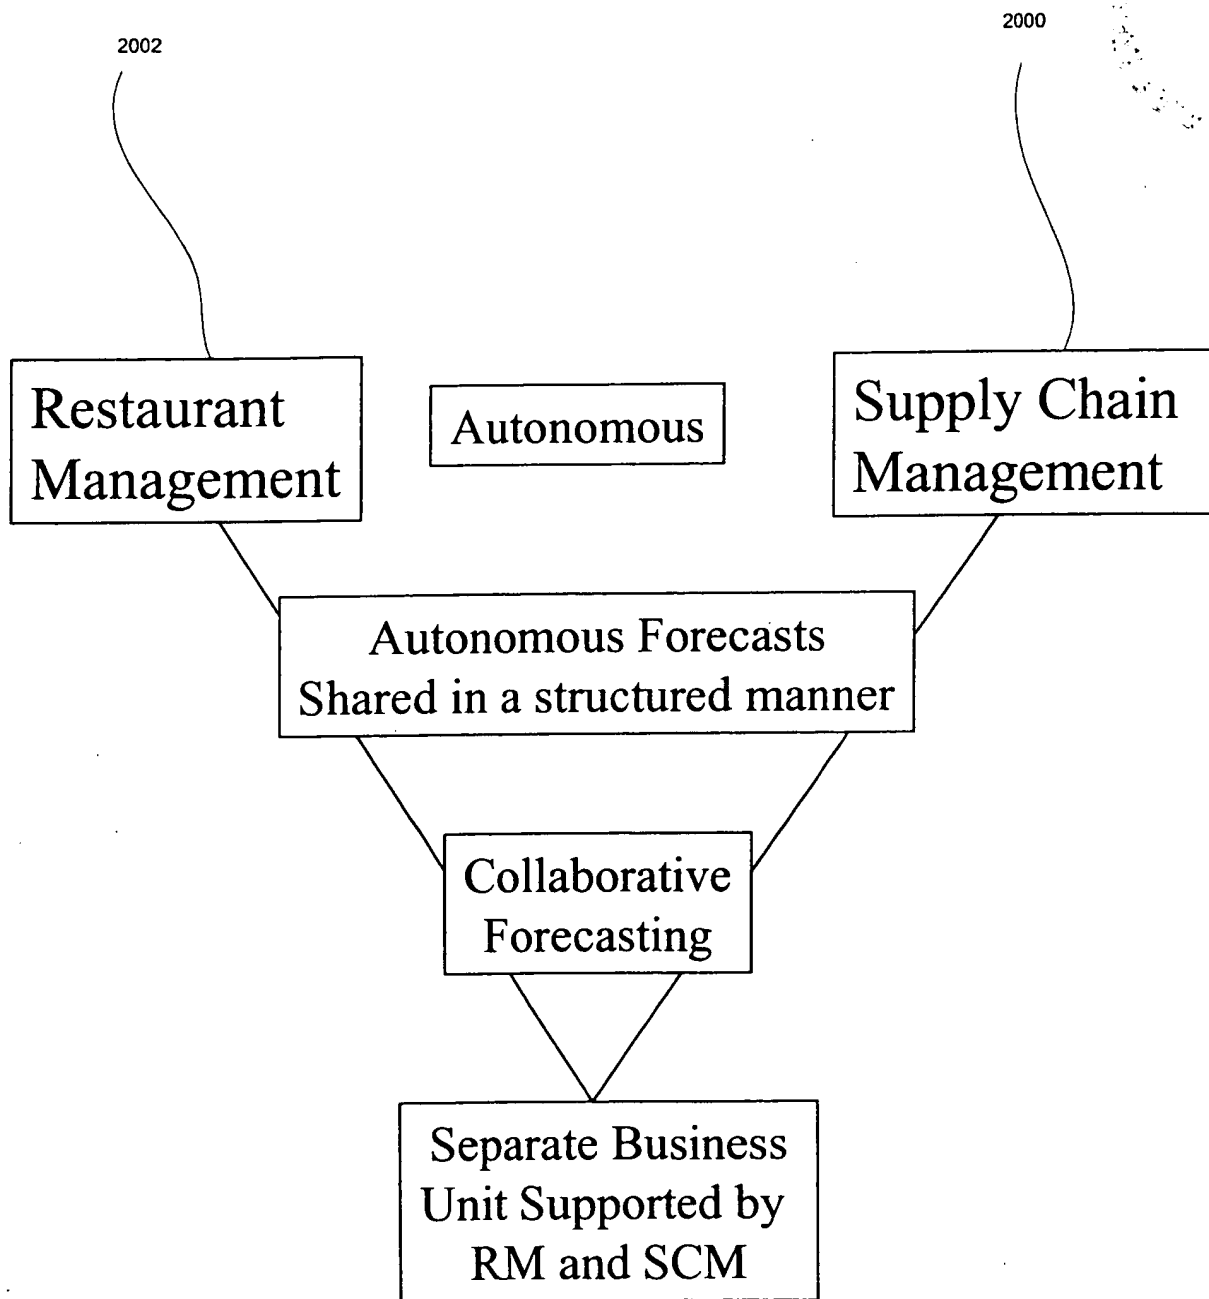 2002
2000
Restaurant
Management
Autonomous
Supply Chain
Management
Autonomous Forecasts
Shared in a structured manner
Collaborative
Forecasting
Separate Business
Unit Supported by
RM and SCM